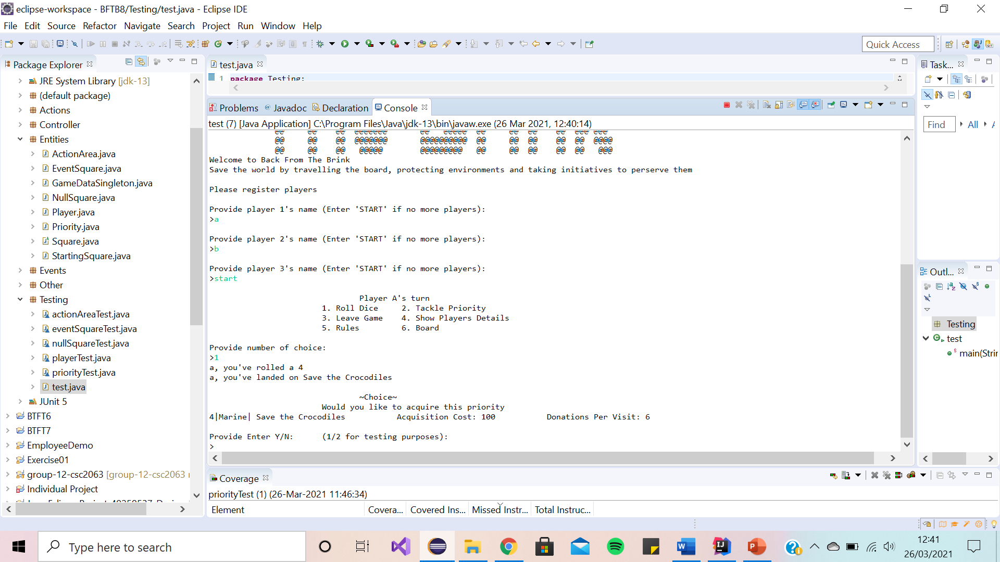 eclipse-workspace - BFTB8/Testing/test.java - Eclipse IDE
File Edit Source Refactor Navigate Search Project Run Window Help
Quick Access
Package Explorer
JRE System Library [jdk-13]
(default package)
Actions
Controller
Entities
ActionArea.java
EventSquare.java
GameDataSingleton.java
NullSquare.java
Player.java
Priority.java
Square.java
StartingSquare.java
Events
Other
Testing
actionAreaTest.java
eventSquareTest.java
nullSquareTest.java
playerTest.java
priorityTest.java
test.java
JUnit 5
BTFT6
BTFT7
EmployeeDemo
Exercise01
group-12-csc2063 [group-12-csc2063
Individual Project
test.java
1 package Testing;
Problems @ Javadoc Declaration Console
test (7) [Java Application] C:\Program Files\Java\jdk-13\bin\javaw.exe (26 Mar 2021, 12:40:14)
@@ @@ @@ @@@@@@@ @@@@@@@@@@ @@ @@ @@ @@ @@ @@@@
@@ @@ @@ @@@@@ @@@@@@@@@ @@ @@ @@ @@ @@ @@@
Welcome to Back From The Brink
Save the world by travelling the board, protecting environments and taking initiatives to perserve them
Please register players
Provide player 1's name (Enter 'START' if no more players):
>a
Provide player 2's name (Enter 'START' if no more players):
>b
Provide player 3's name (Enter 'START' if no more players):
>start
Player A's turn
1. Roll Dice 2. Tackle Priority
3. Leave Game 4. Show Players Details
5. Rules 6. Board
Provide number of choice:
>1
a, you've rolled a 4
a, you've landed on Save the Crocodiles
~Choice~
Would you like to acquire this priority
4|Marine| Save the Crocodiles Acquisition Cost: 100 Donations Per Visit: 6
Provide Enter Y/N: (1/2 for testing purposes):
>
Coverage
priorityTest (1) (26-Mar-2021 11:46:34)
Element Covera... Covered Ins... Missed Instr... Total Instruc...
Task...
Find All
Outl...
Testing
test
main(Strin
Type here to search
12:41
26/03/2021